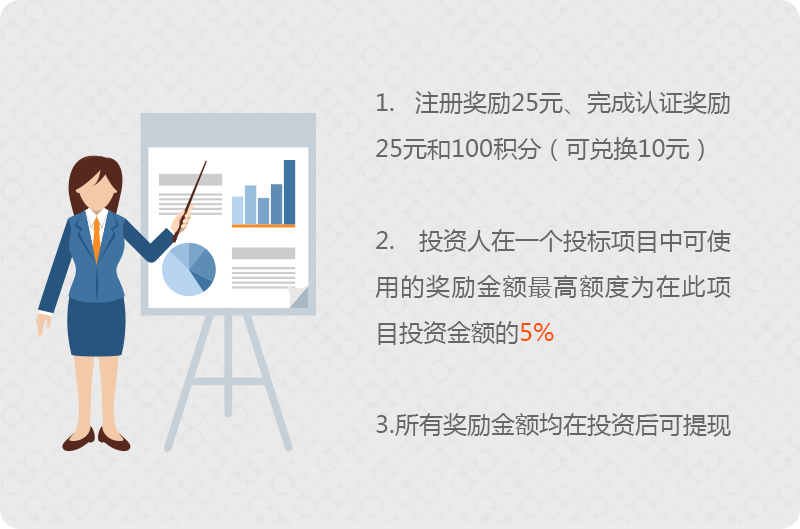 1. 注册奖励25元、完成认证奖励
25元和100积分（可兑换10元）
2. 投资人在一个投标项目中可使
用的奖励金额最高额度为在此项
目投资金额的5%
3.所有奖励金额均在投资后可提现